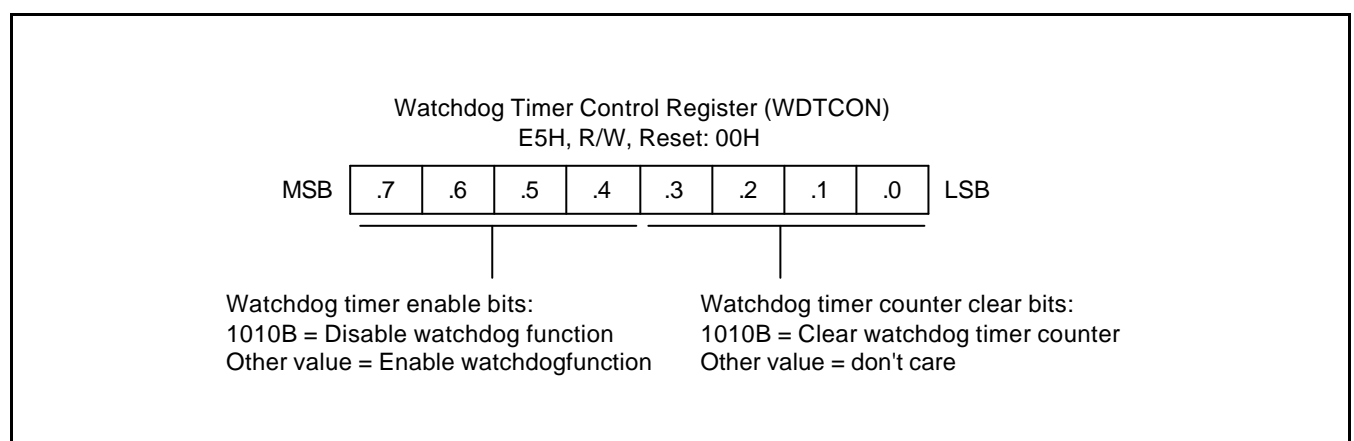 Watchdog Timer Control Register (WDTCON)
E5H, R/W, Reset: 00H
MSB .7 .6 .5 .4 .3 .2 .1 .0 LSB
Watchdog timer enable bits:
1010B = Disable watchdog function
Other value = Enable watchdogfunction
Watchdog timer counter clear bits:
1010B = Clear watchdog timer counter
Other value = don't care